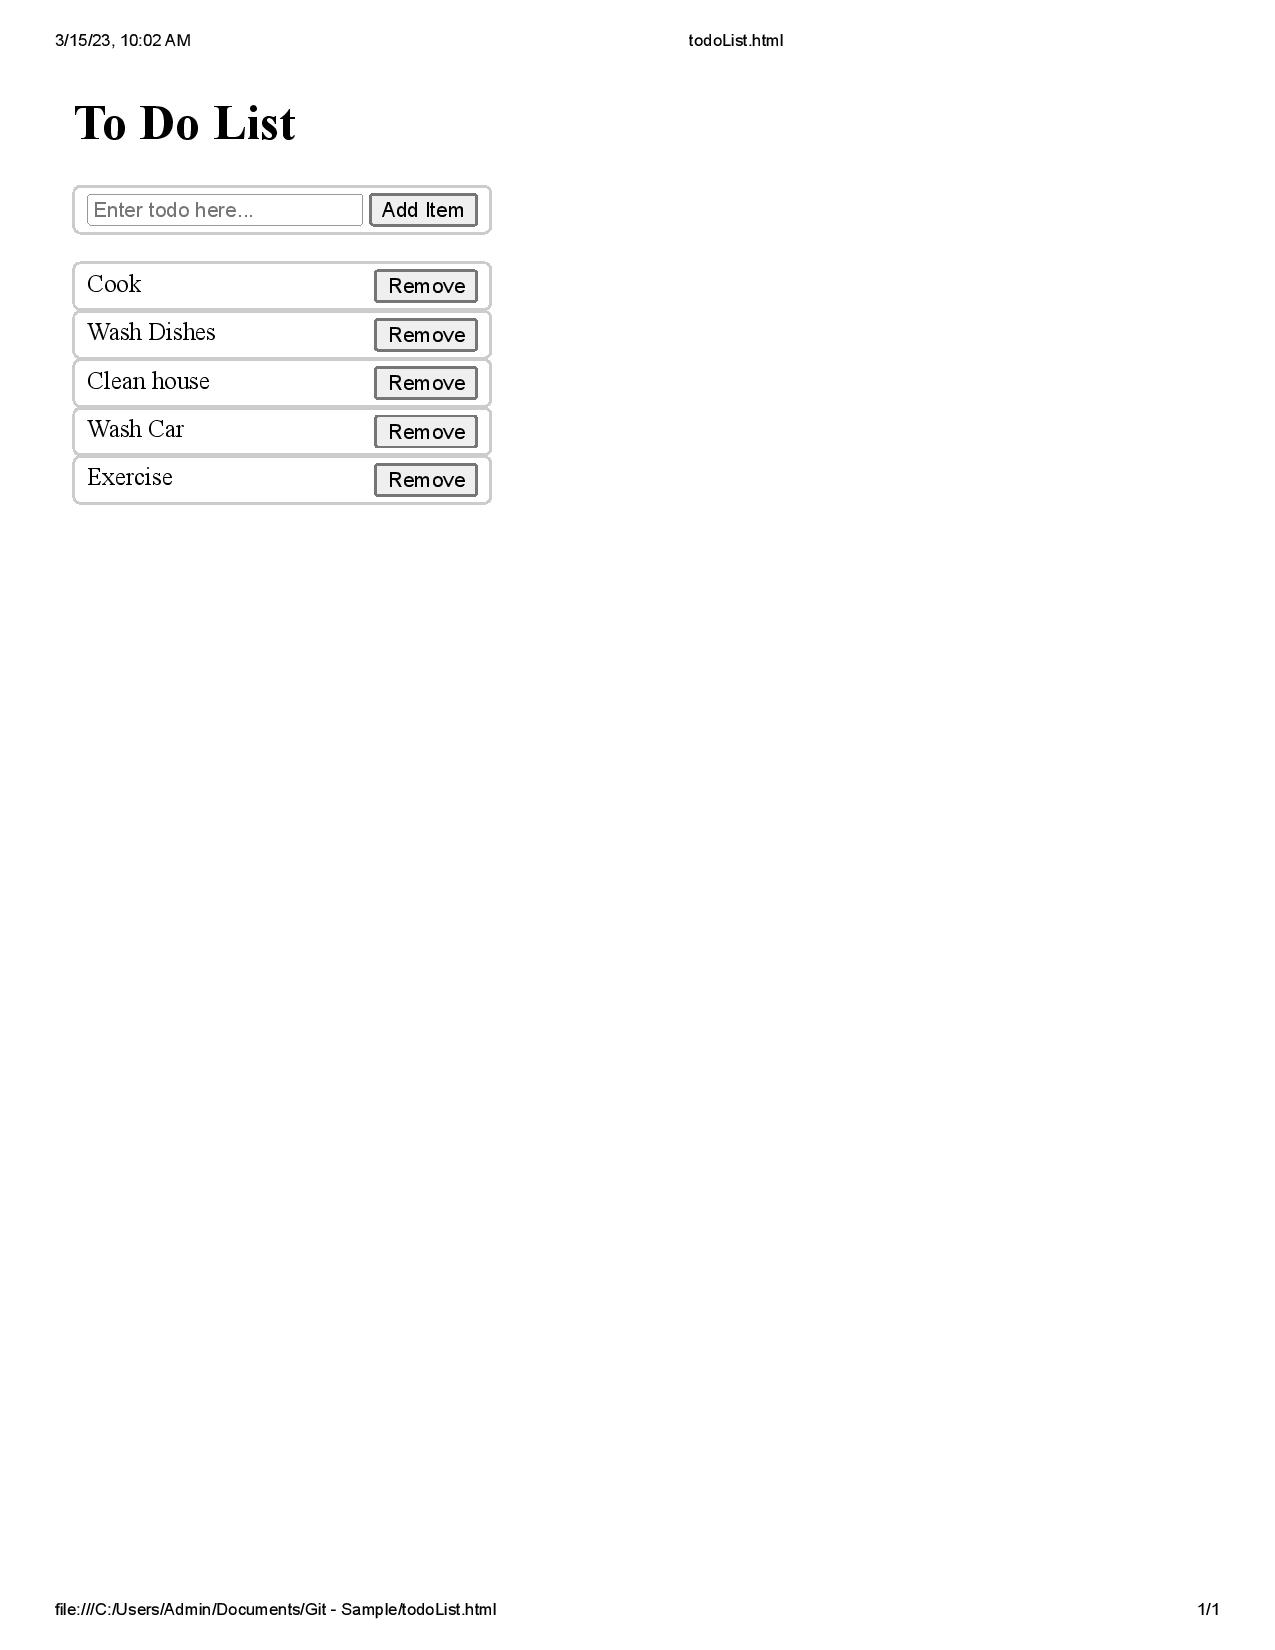 3/15/23, 10:02 AM todoList.html
To Do List
Enter todo here... Add Item
Cook Remove
Wash Dishes Remove
Clean house Remove
Wash Car Remove
Exercise Remove
file:///C:/Users/Admin/Documents/Git - Sample/todoList.html 1/1